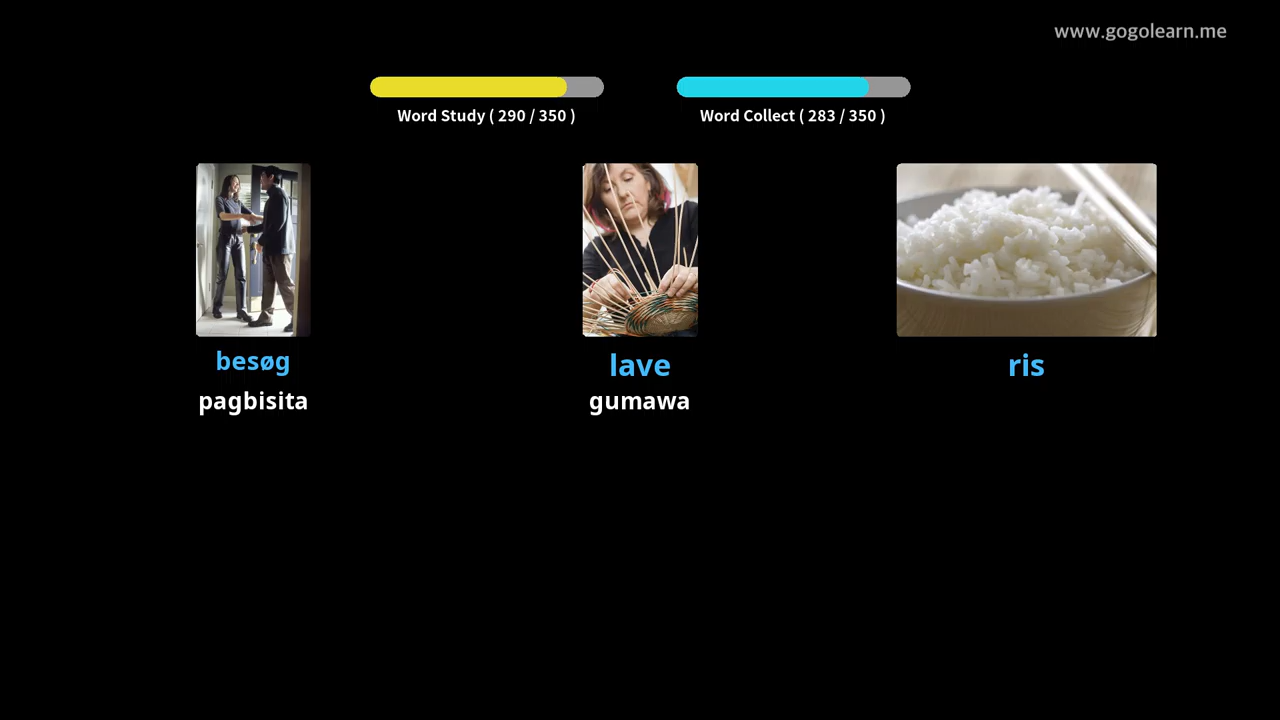 www.gogolearn.me
Word Study ( 290 / 350 )
Word Collect ( 283 / 350 )
besøg
lave
ris
pagbisita
gumawa